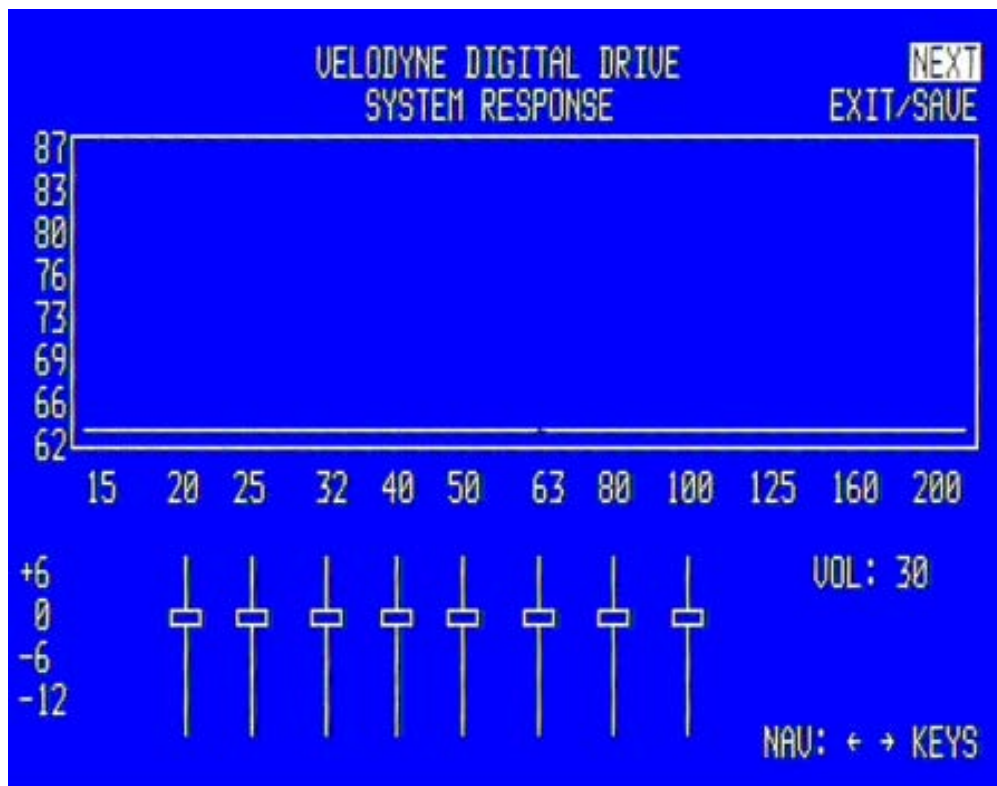 VELODYNE DIGITAL DRIVE
NEXT
SYSTEM RESPONSE
EXIT/SAVE
87
83
80
76
73
69
66
62
15 20 25 32 40 50 63 80 100 125 160 200
+6
VOL: 30
0
-6
-12
NAV: ← → KEYS